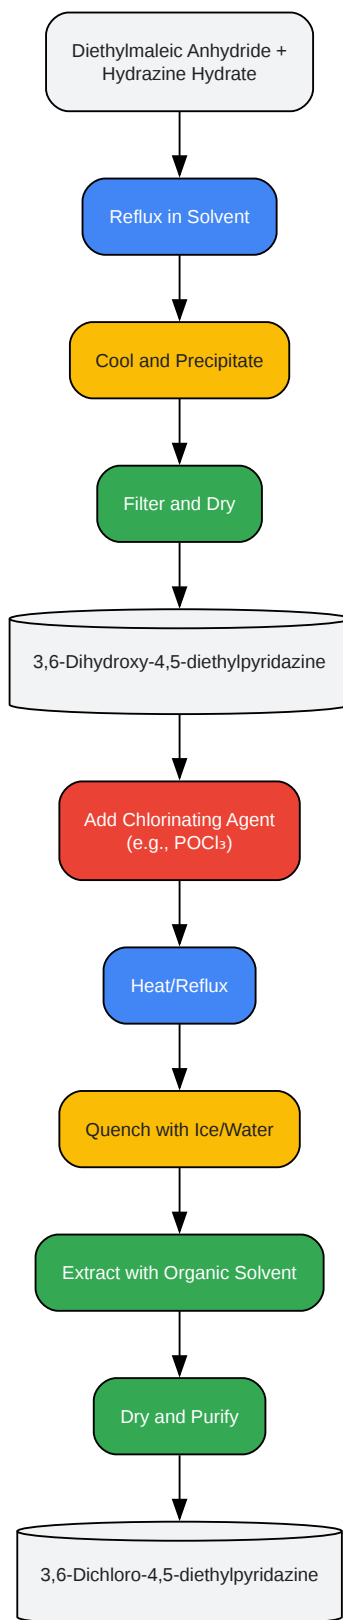 Diethylmaleic Anhydride +
Hydrazine Hydrate
Reflux in Solvent
Cool and Precipitate
Filter and Dry
3,6-Dihydroxy-4,5-diethylpyridazine
Add Chlorinating Agent
(e.g., POCl₃)
Heat/Reflux
Quench with Ice/Water
Extract with Organic Solvent
Dry and Purify
3,6-Dichloro-4,5-diethylpyridazine